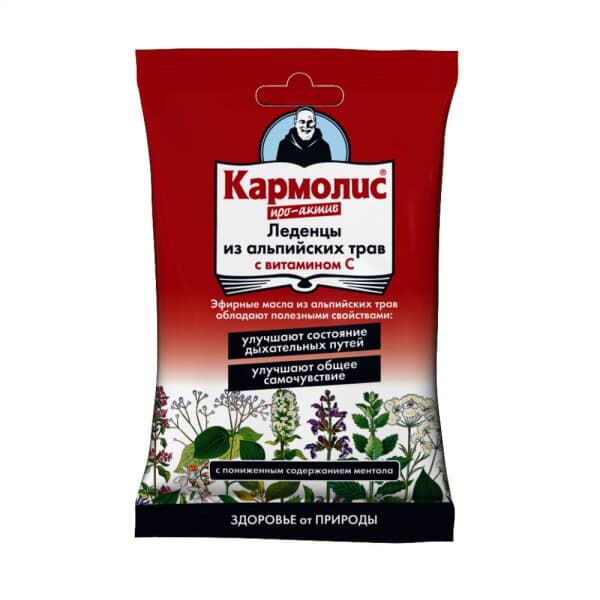 Кармолис®
про-актив
Леденцы
из альпийских трав
с витамином С
Эфирные масла из альпийских трав
обладают полезными свойствами:
улучшают состояние
дыхательных путей
улучшают общее
самочувствие
с пониженным содержанием ментола
ЗДОРОВЬЕ от ПРИРОДЫ